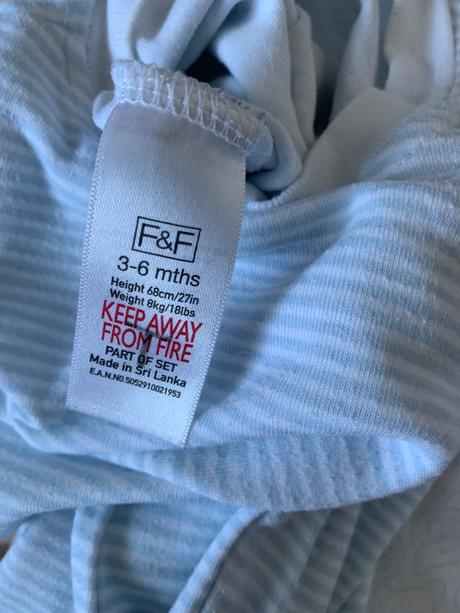 F&F
3-6 mths
Height 68cm/27in
Weight 8kg/18lbs
KEEP AWAY
FROM FIRE
PART OF SET
Made in Sri Lanka
E.A.N.NO.5052910021953